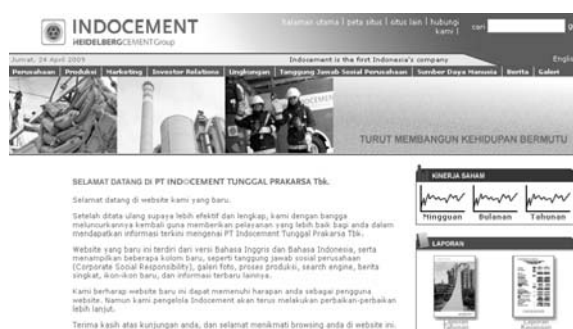 INDOCEMENT
HEIDELBERGCEMENT Group
halaman utama | peta situs | situs lain | hubungi kami |
cari
Jumat, 24 April 2009
Indocement is the first Indonesia's company
Englis
Perusahaan | Produksi | Marketing | Investor Relations | Lingkungan | Tanggung Jawab Sosial Perusahaan | Sumber Daya Manusia | Berita | Galeri
TURUT MEMBANGUN KEHIDUPAN BERMUTU
SELAMAT DATANG DI PT INDOCEMENT TUNGGAL PRAKARSA Tbk.
Selamat datang di website kami yang baru.
Setelah ditata ulang supaya lebih efektif dan lengkap, kami dengan bangga
meluncurkannya kembali guna memberikan pelayanan yang lebih baik bagi anda dalam
mendapatkan informasi terkini mengenai PT Indocement Tunggal Prakarsa Tbk.
Website yang baru ini terdiri dari versi Bahasa Inggris dan Bahasa Indonesia, serta
menampilkan beberapa kolom baru, seperti tanggung jawab sosial perusahaan
(Corporate Social Responsibility), galeri foto, proses produksi, search engine, berita
singkat, ikon-ikon baru, dan informasi terbaru lainnya.
Kami berharap website baru ini dapat memenuhi harapan anda sebagai pengguna
website. Namun kami pengelola Indocement akan terus melakukan perbaikan-perbaikan
lebih lanjut.
Terima kasih atas kunjungan anda, dan selamat menikmati browsing anda di website ini.
KINERJA SAHAM
Mingguan Bulanan Tahunan
LAPORAN
Laporan Laporan